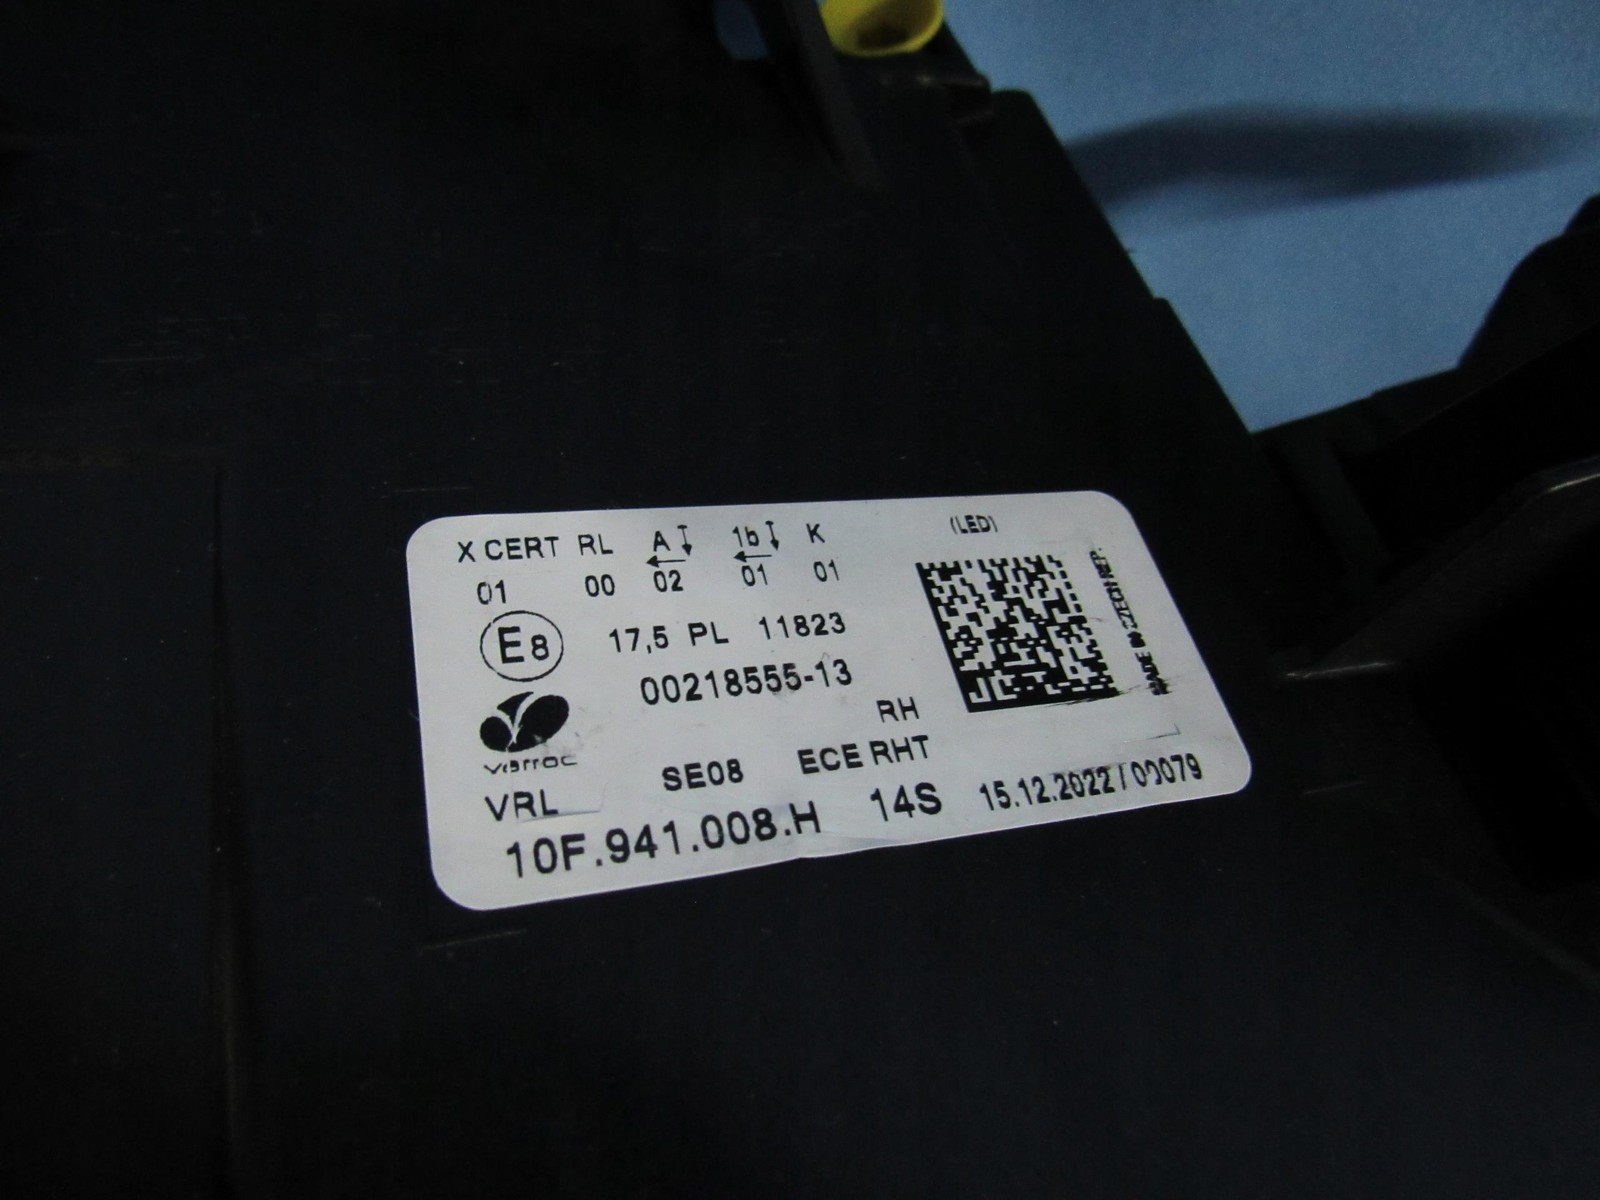 X CERT RL A 1b K (LED)
01 00 02 01 01
E8 17,5 PL 11823
00218555-13
MADE IN CZECH REP.
varroc RH
VRL SE08 ECE RHT
10F.941.008.H 14S 15.12.2022 / 00079